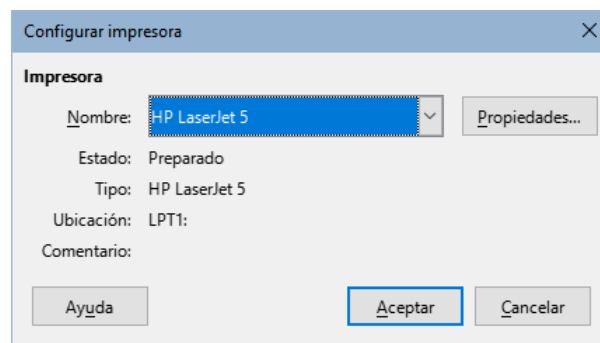 Configurar impresora
Impresora
Nombre: HP LaserJet 5 Propiedades...
Estado: Preparado
Tipo: HP LaserJet 5
Ubicación: LPT1:
Comentario:
Ayuda Aceptar Cancelar